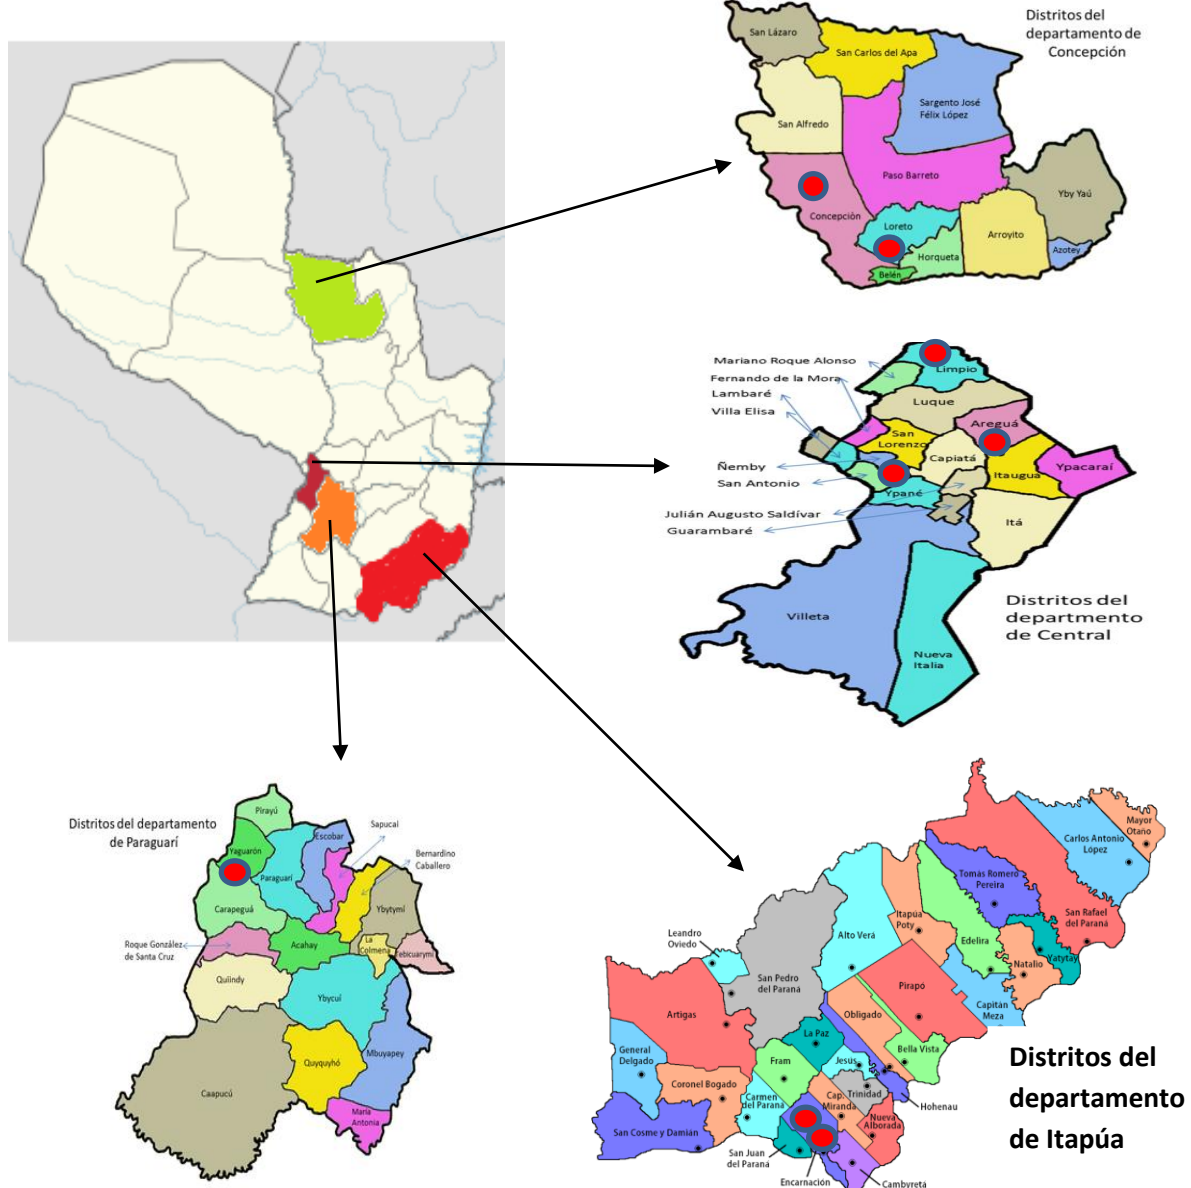 Distritos del
departamento de
Concepción
San Lázaro
San Carlos del Apa
Sargento José
Félix López
San Alfredo
Paso Barreto
Yby Yaú
Concepción
Loreto
Arroyito
Horqueta
Azotey
Belén
Mariano Roque Alonso
Limpio
Fernando de la Mora
Lambaré
Luque
Villa Elisa
Areguá
San
Lorenzo
Capiatá
Ñemby
Itaugua
Ypacaraí
San Antonio
Ypané
Julián Augusto Saldívar
Itá
Guarambaré
Villeta
Nueva
Italia
Distritos del
departmento
de Central
Distritos del departamento
de Paraguarí
Pirayú
Sapucai
Escobar
Yaguarón
Bernardino
Caballero
Paraguarí
Carapeguá
Ybytymí
Roque González
de Santa Cruz
Acahay
La
Colmena
Tebicuarymí
Quiindy
Ybycuí
Quyquyhó
Mbuyapey
Caapucú
María
Antonia
Mayor
Otaño
Carlos Antonio
López
Tomas Romero
Pereira
San Rafael
del Paraná
Itapúa
Poty
Leandro
Oviedo
Alto Verá
Edelira
Yatytay
Natalio
San Pedro
del Paraná
Pirapó
Capitán
Meza
Artigas
Obligado
La Paz
General
Delgado
Fram
Jesús
Bella Vista
Coronel Bogado
Carmen
del Paraná
Cap.
Miranda
Trinidad
Hohenau
Nueva
Alborada
San Cosme y Damián
San Juan
del Paraná
Encarnación
Cambyretá
Distritos del
departamento
de Itapúa